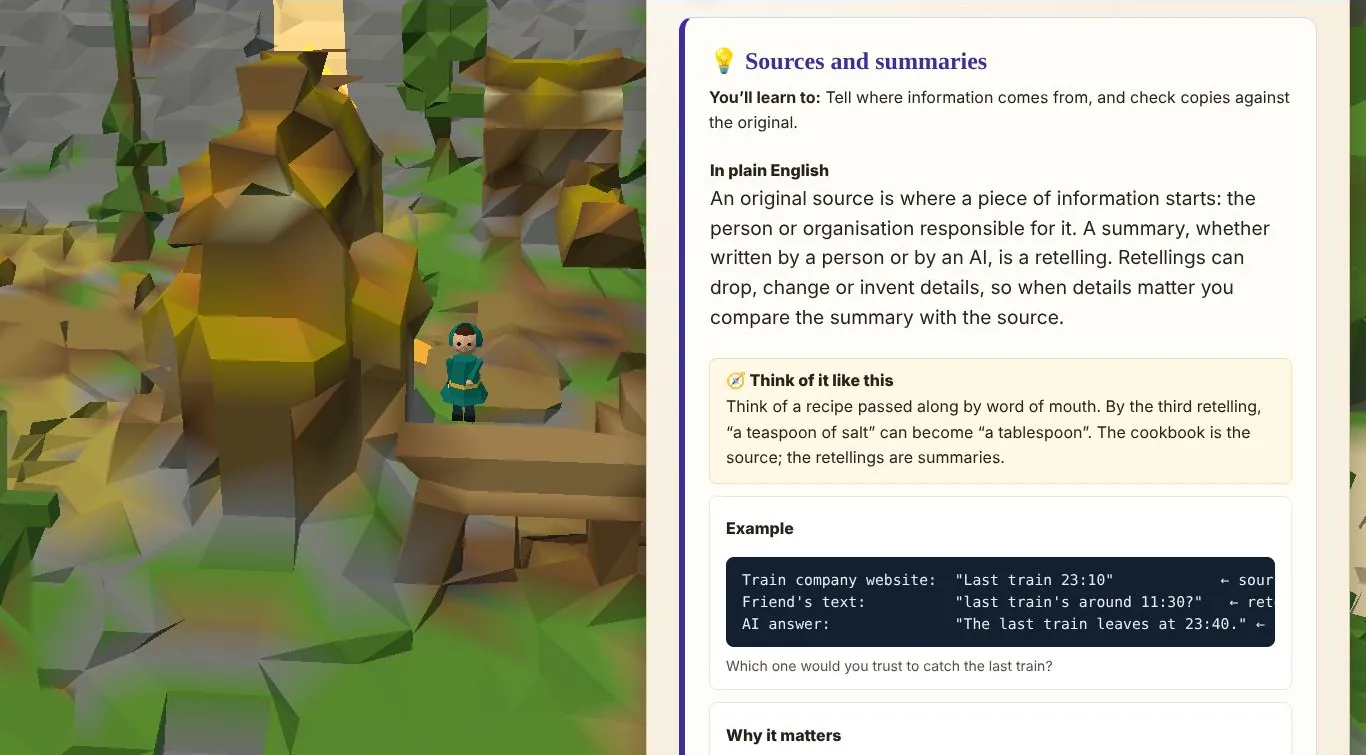 💡 Sources and summaries
You’ll learn to: Tell where information comes from, and check copies against
the original.
In plain English
An original source is where a piece of information starts: the
person or organisation responsible for it. A summary, whether
written by a person or by an AI, is a retelling. Retellings can
drop, change or invent details, so when details matter you
compare the summary with the source.
🧭 Think of it like this
Think of a recipe passed along by word of mouth. By the third retelling,
“a teaspoon of salt” can become “a tablespoon”. The cookbook is the
source; the retellings are summaries.
Example
Train company website:  "Last train 23:10"            ← sour
Friend's text:          "last train's around 11:30?"   ← ret
AI answer:              "The last train leaves at 23:40." ←
Which one would you trust to catch the last train?
Why it matters